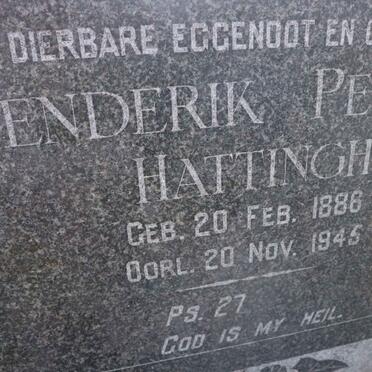 DIERBARE EGGENOOT EN
ENDERIK PE
HATTINGH
GEB. 20 FEB. 1886
OORL. 20 NOV. 1945
PS. 27
GOD IS MY HEIL.